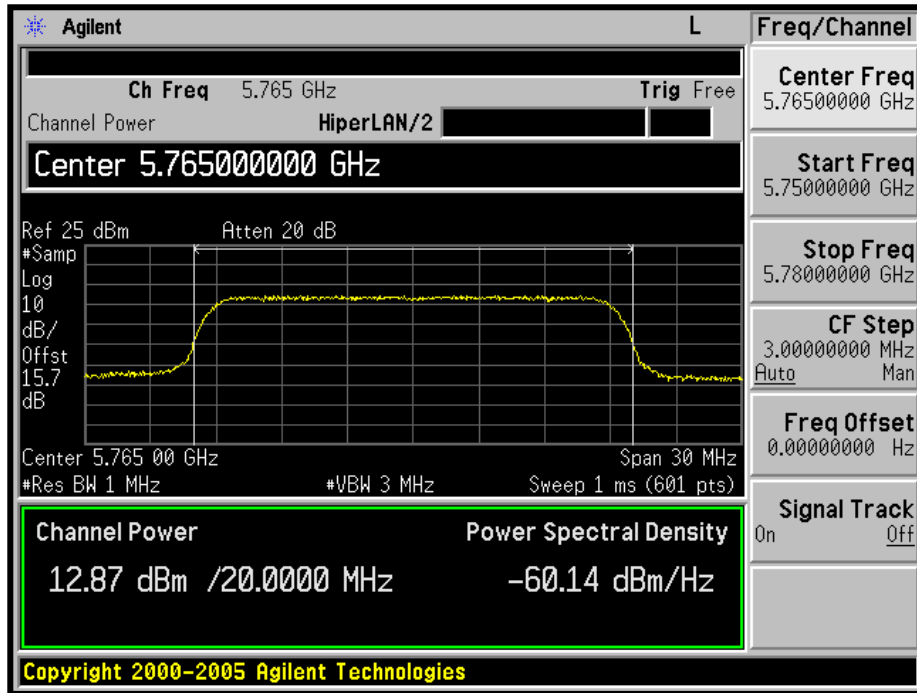 Agilent L Freq/Channel
Ch Freq 5.765 GHz Trig Free
Channel Power HiperLAN/2
Center 5.765000000 GHz
Ref 25 dBm Atten 20 dB
#Samp
Log
10
dB/
Offst
15.7
dB
Center 5.765 00 GHz Span 30 MHz
#Res BW 1 MHz #VBW 3 MHz Sweep 1 ms (601 pts)
Channel Power Power Spectral Density
12.87 dBm /20.0000 MHz -60.14 dBm/Hz
Center Freq
5.76500000 GHz
Start Freq
5.75000000 GHz
Stop Freq
5.78000000 GHz
CF Step
3.00000000 MHz
Auto Man
Freq Offset
0.00000000 Hz
Signal Track
On Off
Copyright 2000-2005 Agilent Technologies